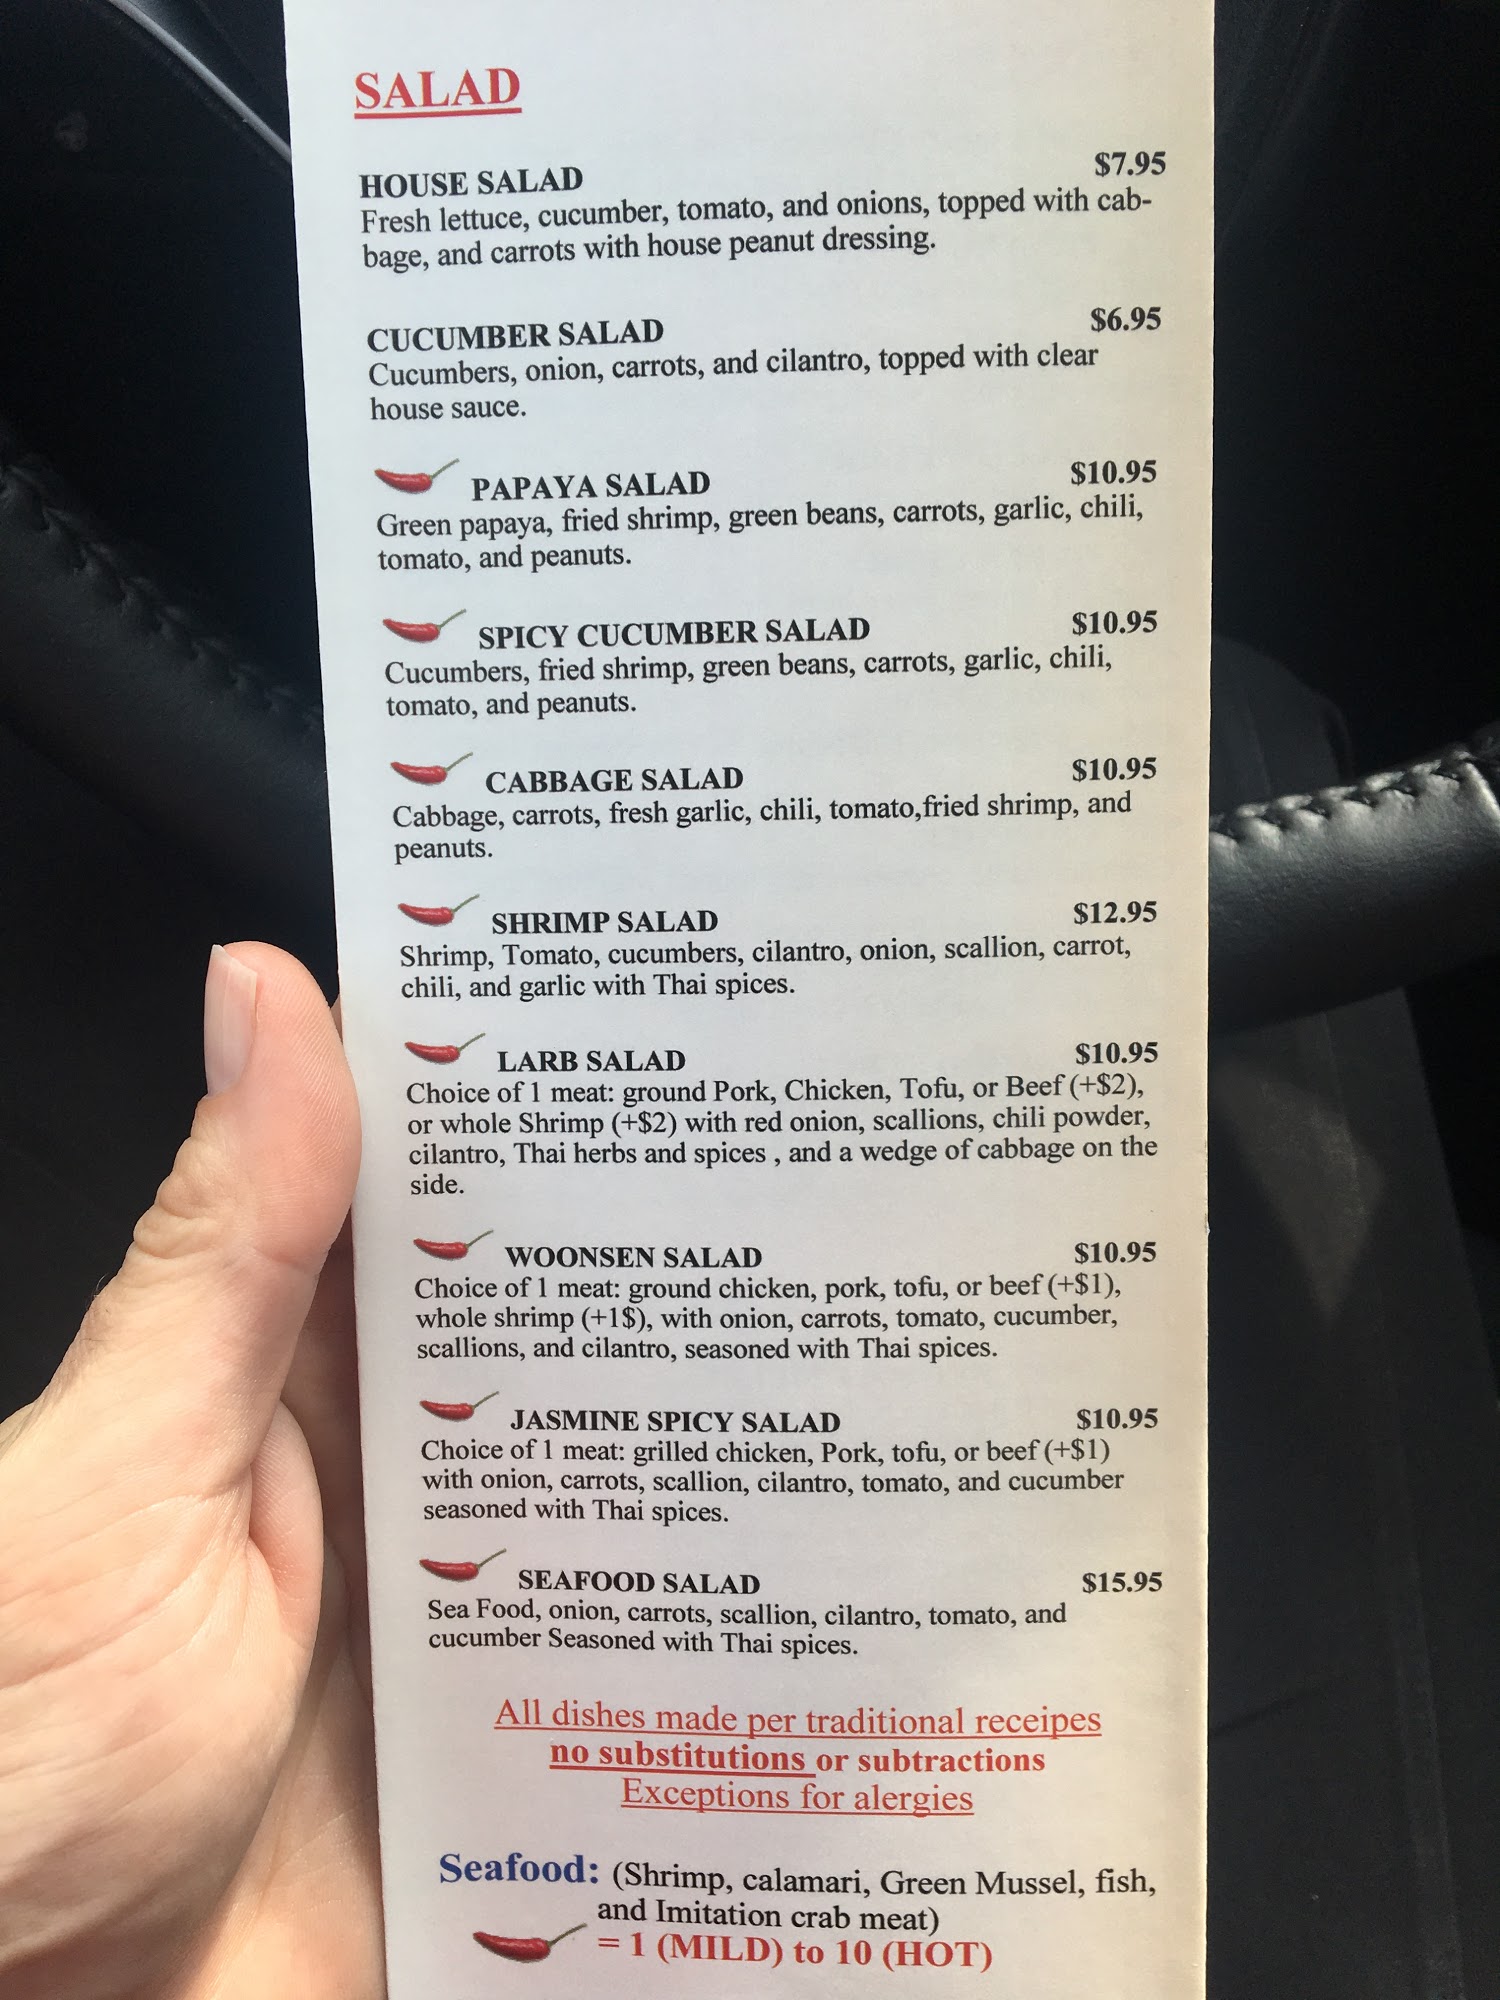 SALAD
HOUSE SALAD $7.95
Fresh lettuce, cucumber, tomato, and onions, topped with cab-
bage, and carrots with house peanut dressing.
CUCUMBER SALAD $6.95
Cucumbers, onion, carrots, and cilantro, topped with clear
house sauce.
PAPAYA SALAD $10.95
Green papaya, fried shrimp, green beans, carrots, garlic, chili,
tomato, and peanuts.
SPICY CUCUMBER SALAD $10.95
Cucumbers, fried shrimp, green beans, carrots, garlic, chili,
tomato, and peanuts.
CABBAGE SALAD $10.95
Cabbage, carrots, fresh garlic, chili, tomato,fried shrimp, and
peanuts.
SHRIMP SALAD $12.95
Shrimp, Tomato, cucumbers, cilantro, onion, scallion, carrot,
chili, and garlic with Thai spices.
LARB SALAD $10.95
Choice of 1 meat: ground Pork, Chicken, Tofu, or Beef (+$2),
or whole Shrimp (+$2) with red onion, scallions, chili powder,
cilantro, Thai herbs and spices , and a wedge of cabbage on the
side.
WOONSEN SALAD $10.95
Choice of 1 meat: ground chicken, pork, tofu, or beef (+$1),
whole shrimp (+1$), with onion, carrots, tomato, cucumber,
scallions, and cilantro, seasoned with Thai spices.
JASMINE SPICY SALAD $10.95
Choice of 1 meat: grilled chicken, Pork, tofu, or beef (+$1)
with onion, carrots, scallion, cilantro, tomato, and cucumber
seasoned with Thai spices.
SEAFOOD SALAD $15.95
Sea Food, onion, carrots, scallion, cilantro, tomato, and
cucumber Seasoned with Thai spices.
All dishes made per traditional receipes
no substitutions or subtractions
Exceptions for alergies
Seafood: (Shrimp, calamari, Green Mussel, fish,
and Imitation crab meat)
= 1 (MILD) to 10 (HOT)